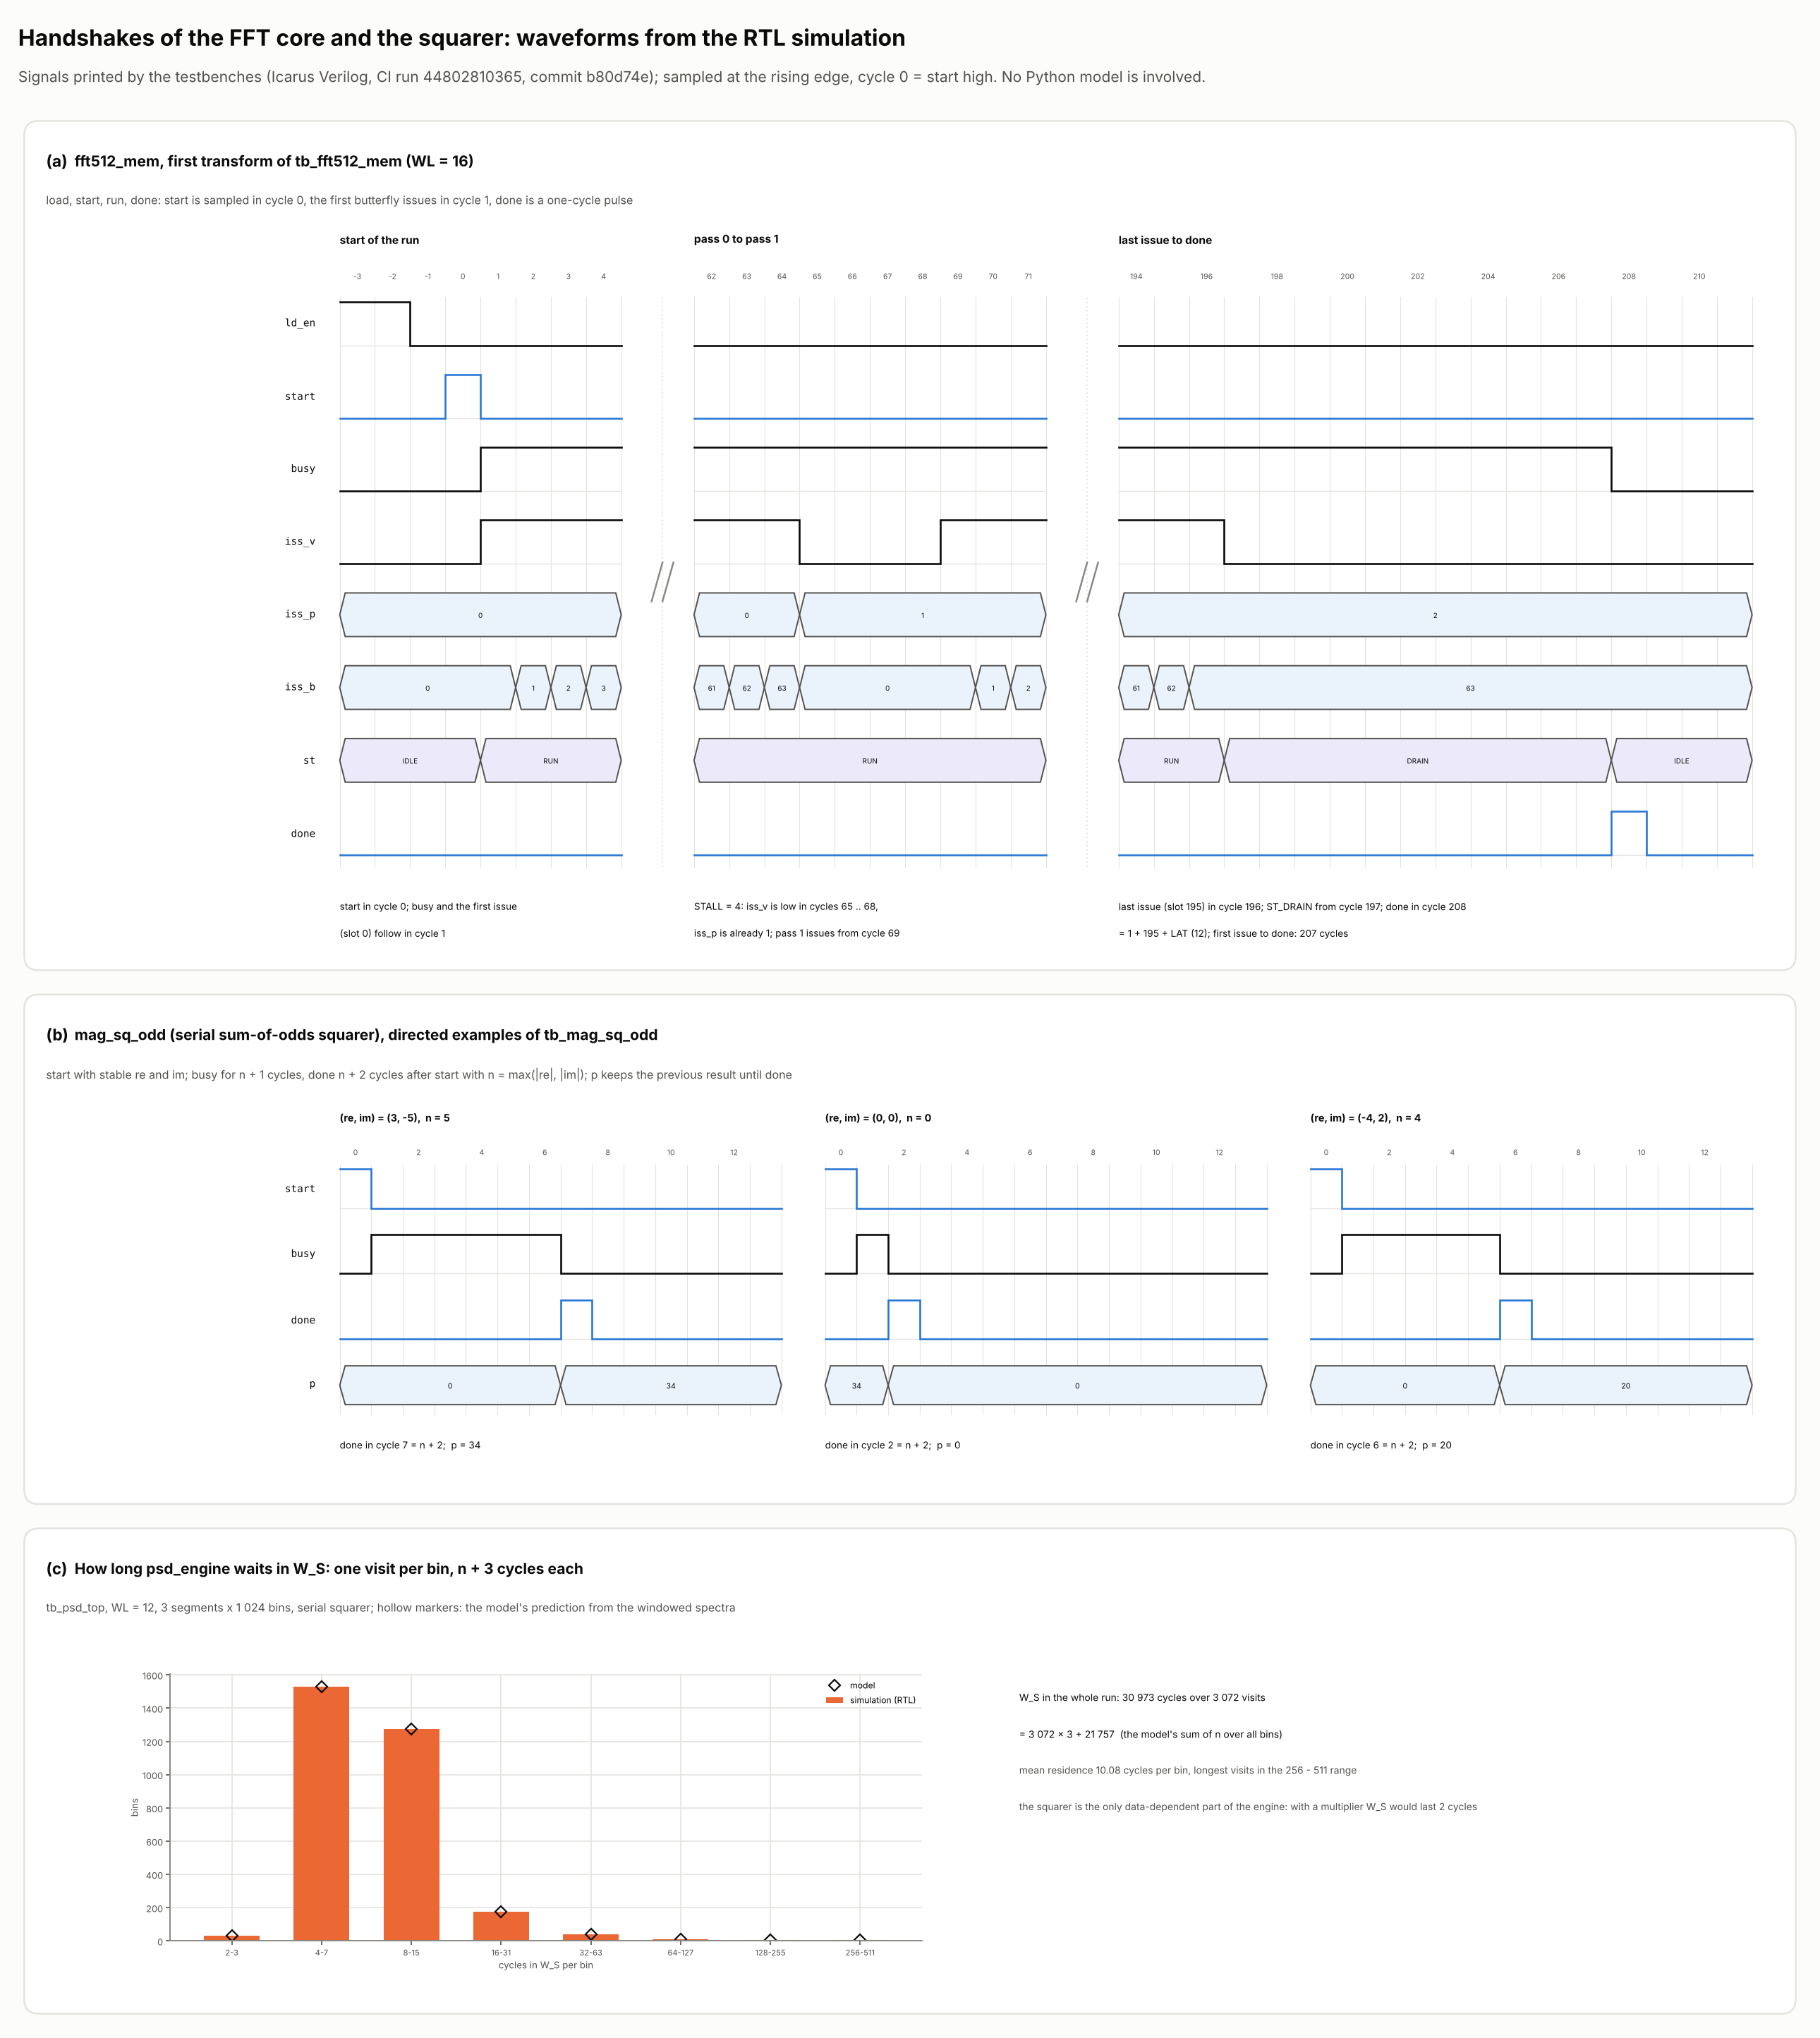 Handshakes of the FFT core and the squarer: waveforms from the RTL simulation
Signals printed by the testbenches (Icarus Verilog, CI run 44802810365, commit b80d74e); sampled at the rising edge, cycle 0 = start high. No Python model is involved.
(a) fft512_mem, first transform of tb_fft512_mem (WL = 16)
load, start, run, done: start is sampled in cycle 0, the first butterfly issues in cycle 1, done is a one-cycle pulse
start of the run
pass 0 to pass 1
last issue to done
-3 -2 -1 0 1 2 3 4
62 63 64 65 66 67 68 69 70 71
194 196 198 200 202 204 206 208 210
ld_en
start
busy
iss_v
iss_p 0 0 1 2
iss_b 0 1 2 3 61 62 63 0 1 2 61 62 63
st IDLE RUN RUN RUN DRAIN IDLE
done
start in cycle 0; busy and the first issue
(slot 0) follow in cycle 1
STALL = 4: iss_v is low in cycles 65 .. 68,
iss_p is already 1; pass 1 issues from cycle 69
last issue (slot 195) in cycle 196; ST_DRAIN from cycle 197; done in cycle 208
= 1 + 195 + LAT (12); first issue to done: 207 cycles
(b) mag_sq_odd (serial sum-of-odds squarer), directed examples of tb_mag_sq_odd
start with stable re and im; busy for n + 1 cycles, done n + 2 cycles after start with n = max(|re|, |im|); p keeps the previous result until done
(re, im) = (3, -5), n = 5
(re, im) = (0, 0), n = 0
(re, im) = (-4, 2), n = 4
0 2 4 6 8 10 12
0 2 4 6 8 10 12
0 2 4 6 8 10 12
start
busy
done
p 0 34 34 0 0 20
done in cycle 7 = n + 2; p = 34
done in cycle 2 = n + 2; p = 0
done in cycle 6 = n + 2; p = 20
(c) How long psd_engine waits in W_S: one visit per bin, n + 3 cycles each
tb_psd_top, WL = 12, 3 segments x 1 024 bins, serial squarer; hollow markers: the model's prediction from the windowed spectra
1600
1400
1200
1000
800
600
400
200
0
bins
2-3 4-7 8-15 16-31 32-63 64-127 128-255 256-511
cycles in W_S per bin
model
simulation (RTL)
W_S in the whole run: 30 973 cycles over 3 072 visits
= 3 072 × 3 + 21 757 (the model's sum of n over all bins)
mean residence 10.08 cycles per bin, longest visits in the 256 - 511 range
the squarer is the only data-dependent part of the engine: with a multiplier W_S would last 2 cycles